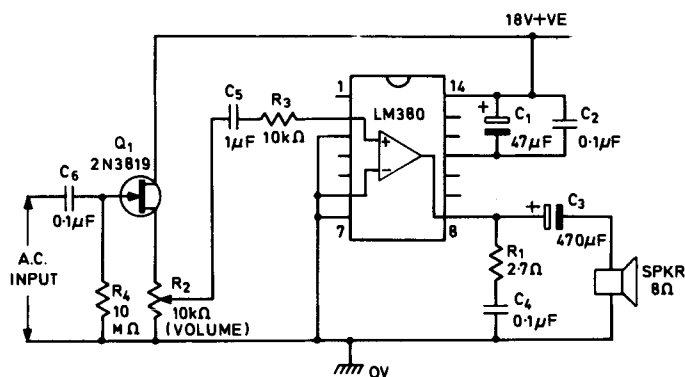 18V+VE
1
14
LM380
C5
1μF
R3
10kΩ
+
C1
47μF
C2
0·1μF
Q1
2N3819
C6
0·1μF
+
−
7
8
+
C3
470μF
A.C.
INPUT
R4
10
MΩ
R2
10kΩ
(VOLUME)
R1
2·7Ω
C4
0·1μF
SPKR
8Ω
0V